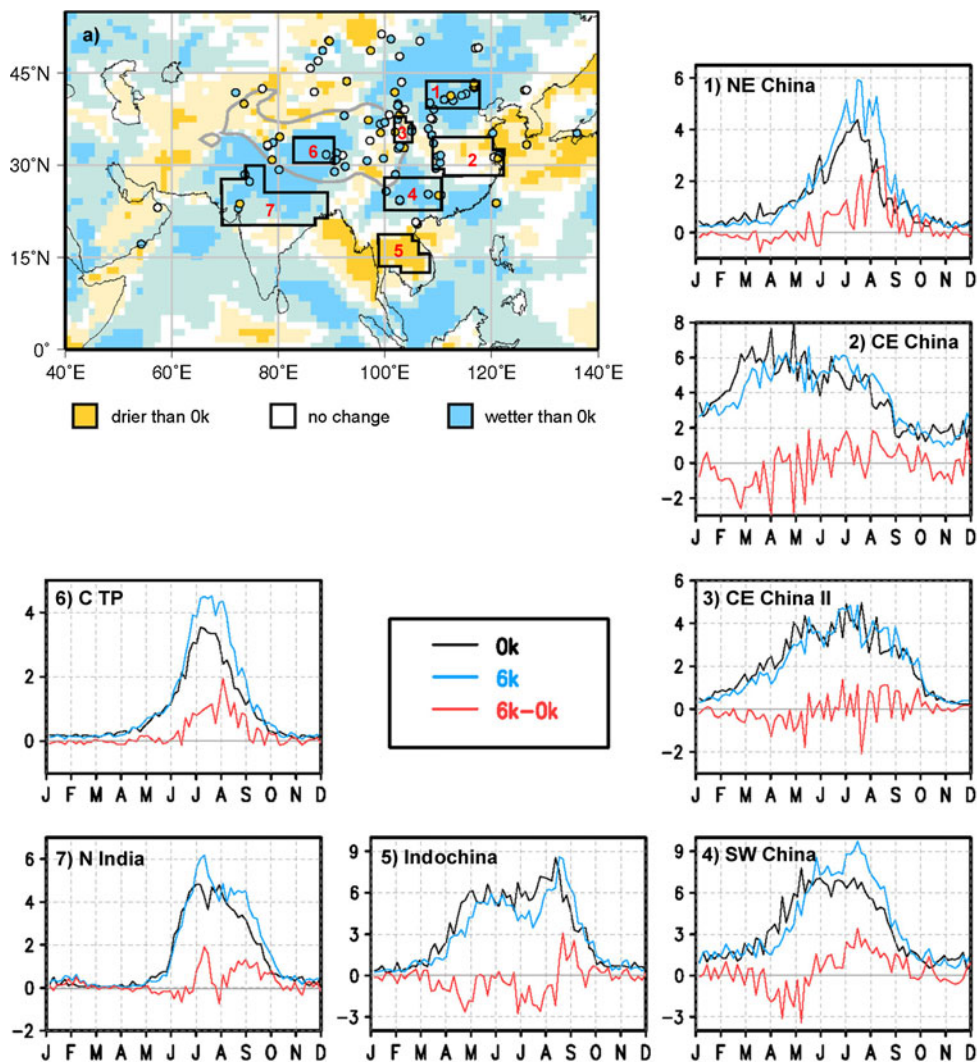 a)
45°N
30°N
15°N
0°
40°E 60°E 80°E 100°E 120°E 140°E
1
2
3
4
5
6
7
drier than 0k no change wetter than 0k
1) NE China
6
4
2
0
J F M A M J J A S O N D
2) CE China
8
6
4
2
0
−2
J F M A M J J A S O N D
6) C TP
4
2
0
J F M A M J J A S O N D
0k
6k
6k−0k
3) CE China II
6
4
2
0
−2
J F M A M J J A S O N D
7) N India
6
4
2
0
−2
J F M A M J J A S O N D
5) Indochina
9
6
3
0
−3
J F M A M J J A S O N D
4) SW China
9
6
3
0
−3
J F M A M J J A S O N D